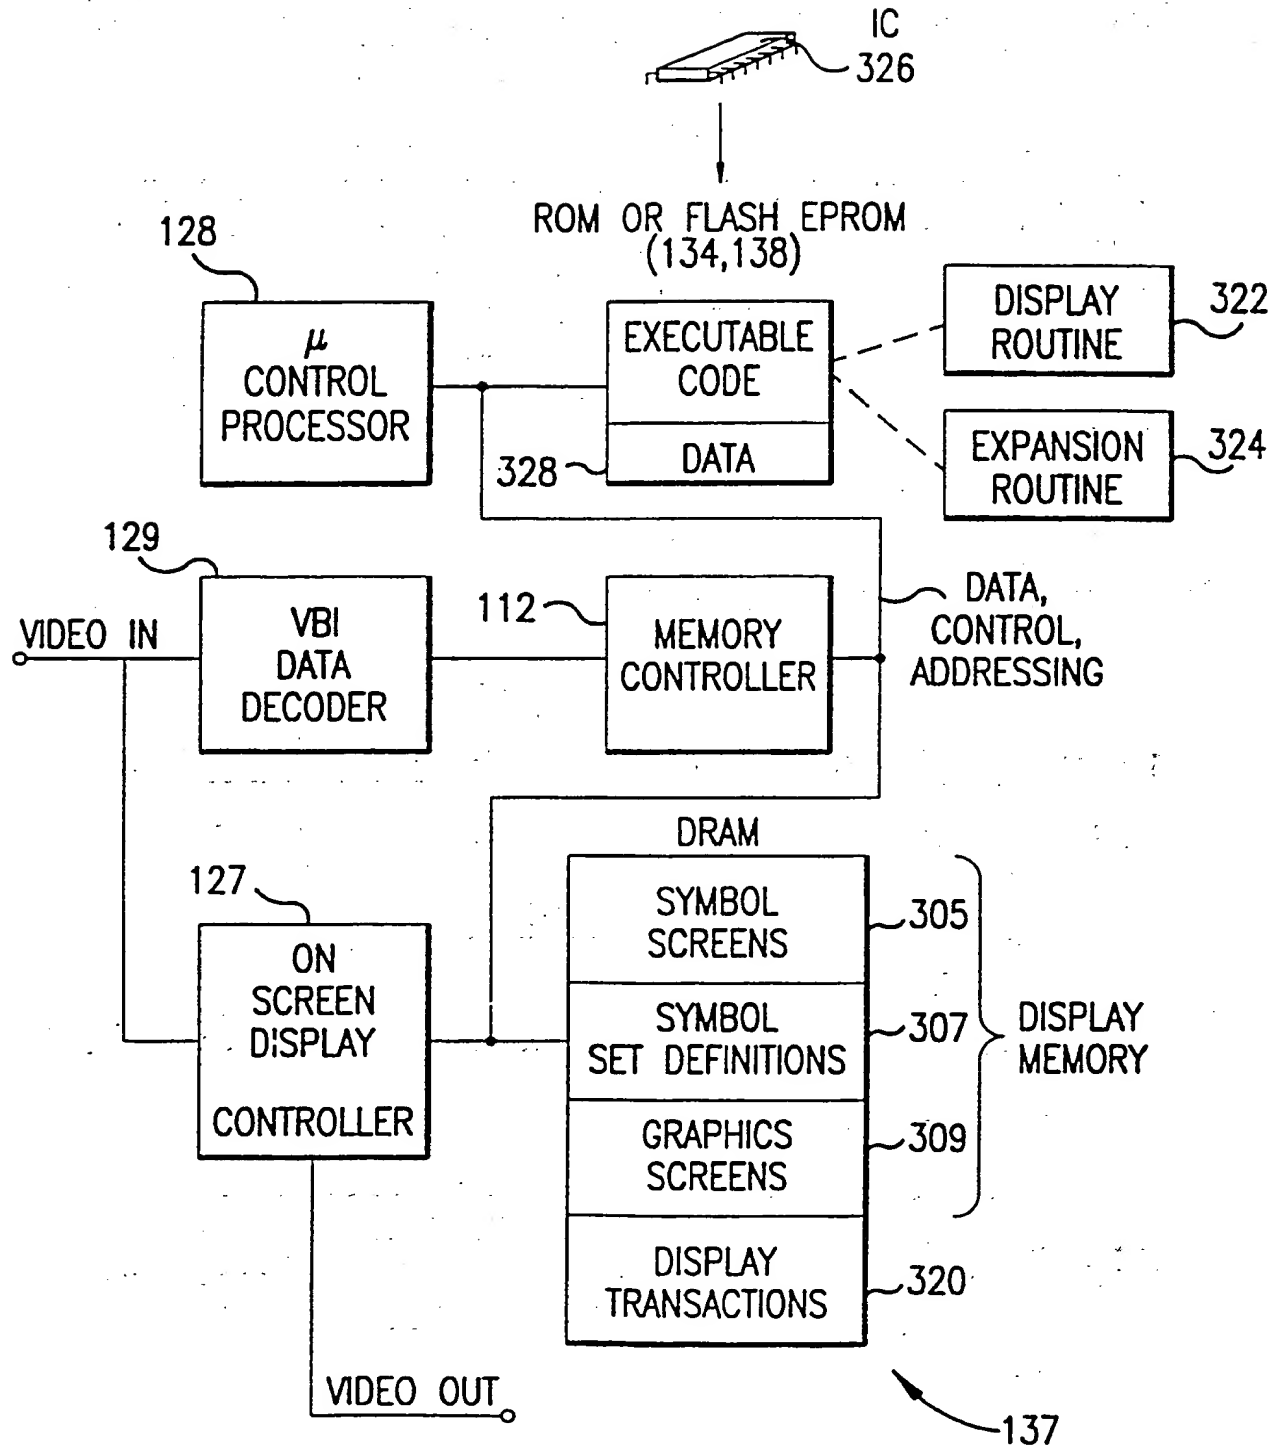 IC
326
ROM OR FLASH EPROM
(134,138)
128
μ
CONTROL
PROCESSOR
EXECUTABLE
CODE
DATA
328
DISPLAY
ROUTINE
322
EXPANSION
ROUTINE
324
129
VIDEO IN
VBI
DATA
DECODER
112
MEMORY
CONTROLLER
DATA,
CONTROL,
ADDRESSING
127
ON
SCREEN
DISPLAY
CONTROLLER
DRAM
SYMBOL
SCREENS
305
SYMBOL
SET DEFINITIONS
307
GRAPHICS
SCREENS
309
DISPLAY
MEMORY
DISPLAY
TRANSACTIONS
320
VIDEO OUT
137